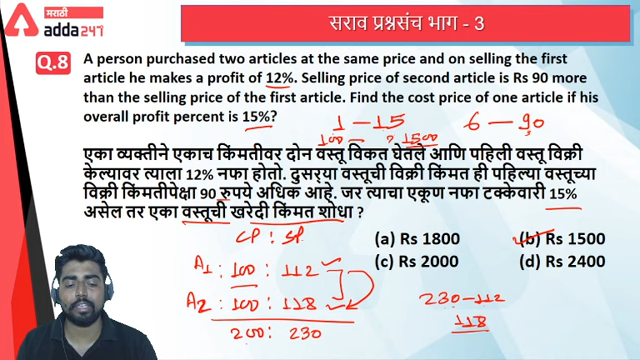 मराठी
adda247
सराव प्रश्नसंच भाग - 3
Q.8
A person purchased two articles at the same price and on selling the first
article he makes a profit of 12%. Selling price of second article is Rs 90 more
than the selling price of the first article. Find the cost price of one article if his
overall profit percent is 15%?
1 — 15
6 — 90
100
?
1500
एका व्यक्तीने एकाच किंमतीवर दोन वस्तू विकत घेतले आणि पहिली वस्तू विक्री
केल्यावर त्याला 12% नफा होतो. दुसऱ्या वस्तूची विक्री किंमत ही पहिल्या वस्तूच्या
विक्री किंमतीपेक्षा 90 रुपये अधिक आहे. जर त्याचा एकूण नफा टक्केवारी 15%
असेल तर एका वस्तूची खरेदी किंमत शोधा ?
CP : SP
(a) Rs 1800
(b) Rs 1500
A1 : 100 : 112
(c) Rs 2000
(d) Rs 2400
A2 : 100 : 118
230 - 112
118
200 : 230